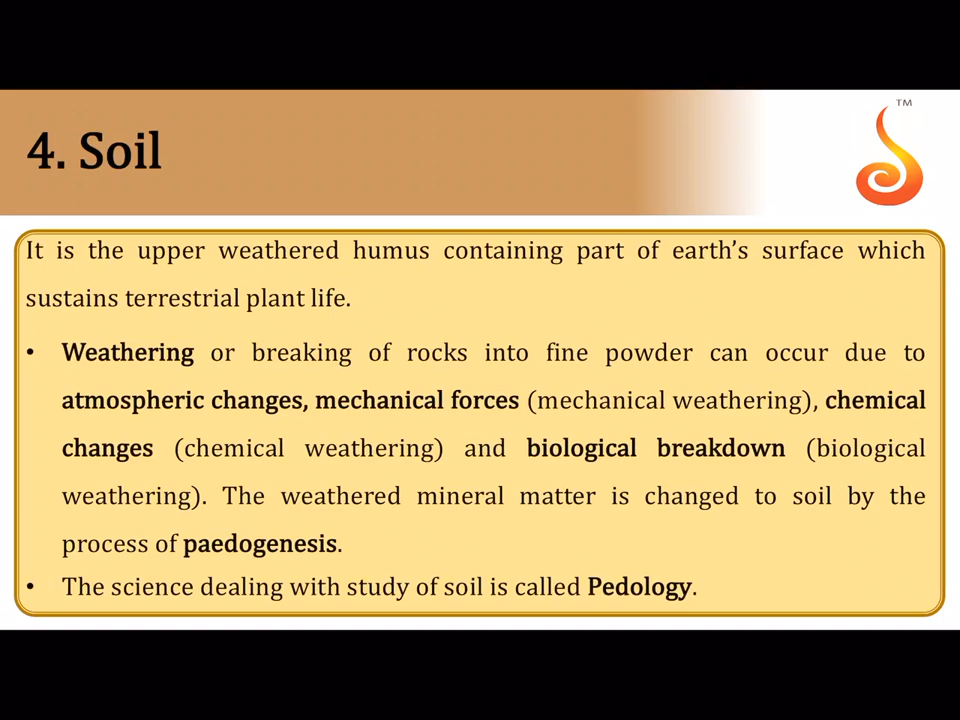 TM
4. Soil
It is the upper weathered humus containing part of earth’s surface which
sustains terrestrial plant life.
• Weathering or breaking of rocks into fine powder can occur due to
atmospheric changes, mechanical forces (mechanical weathering), chemical
changes (chemical weathering) and biological breakdown (biological
weathering). The weathered mineral matter is changed to soil by the
process of paedogenesis.
• The science dealing with study of soil is called Pedology.